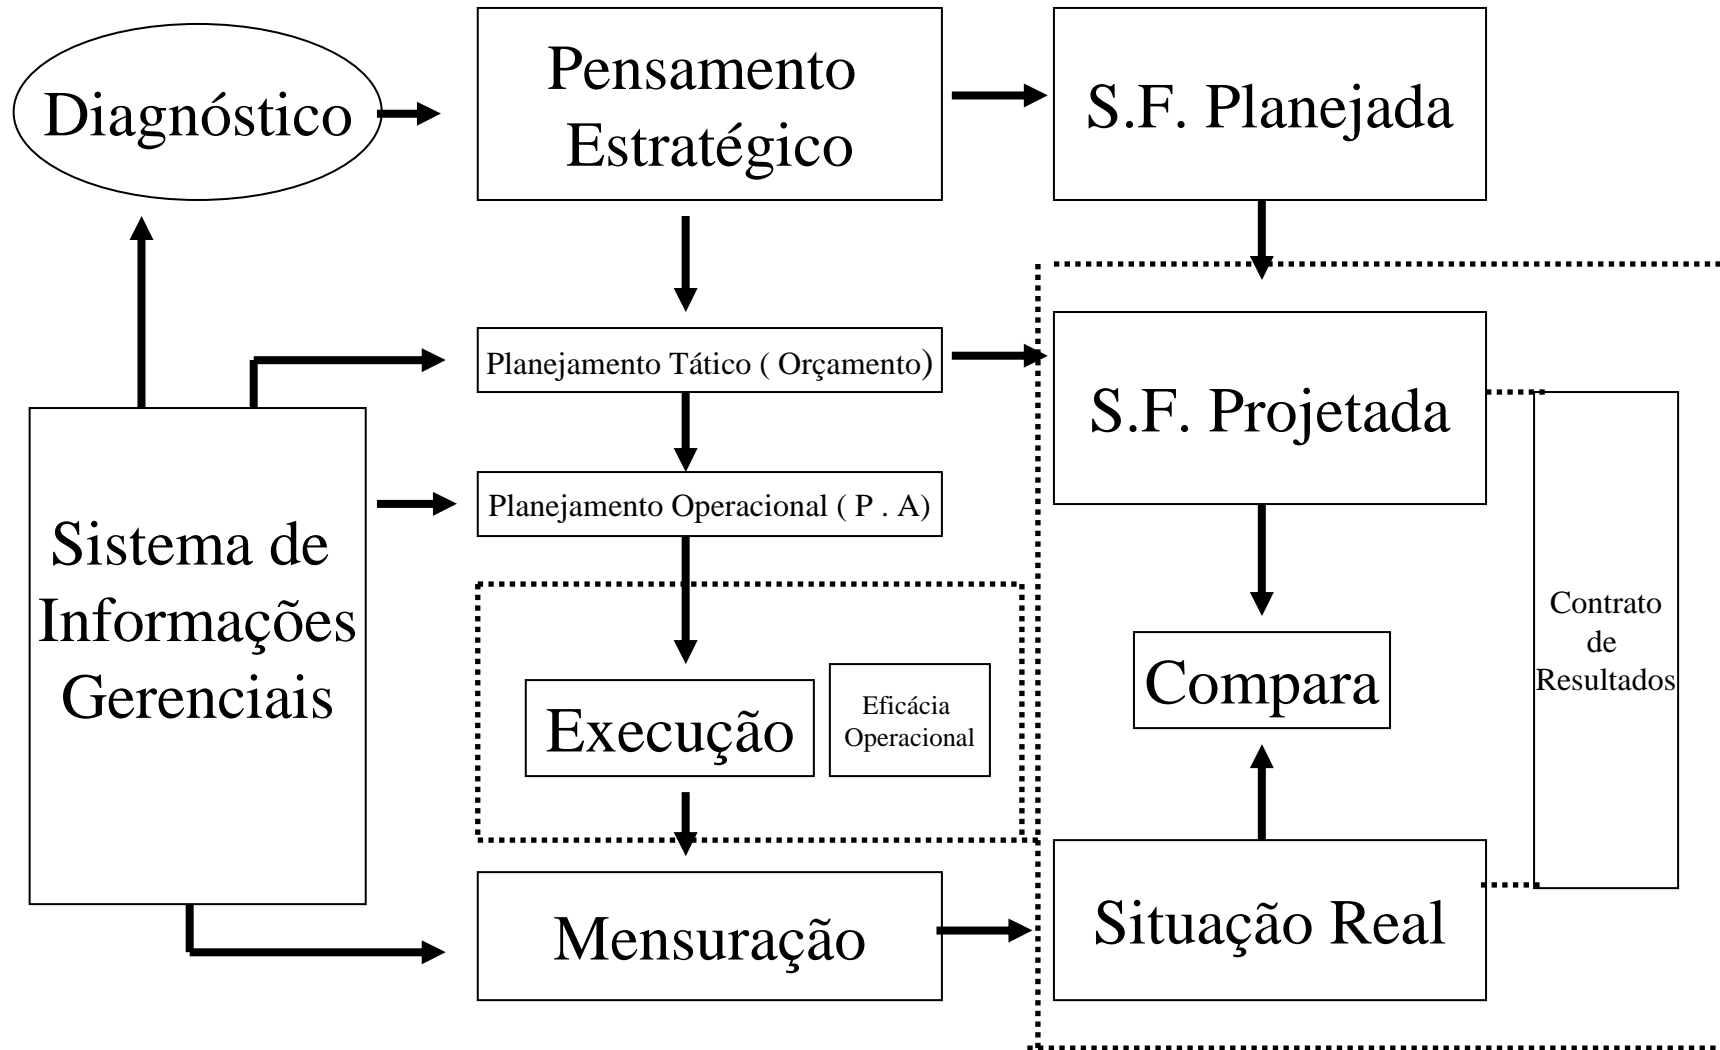 Diagnóstico
Pensamento
Estratégico
S.F. Planejada
Planejamento Tático ( Orçamento)
S.F. Projetada
Planejamento Operacional ( P . A)
Sistema de
Informações
Gerenciais
Execução
Eficácia
Operacional
Compara
Contrato
de
Resultados
Mensuração
Situação Real